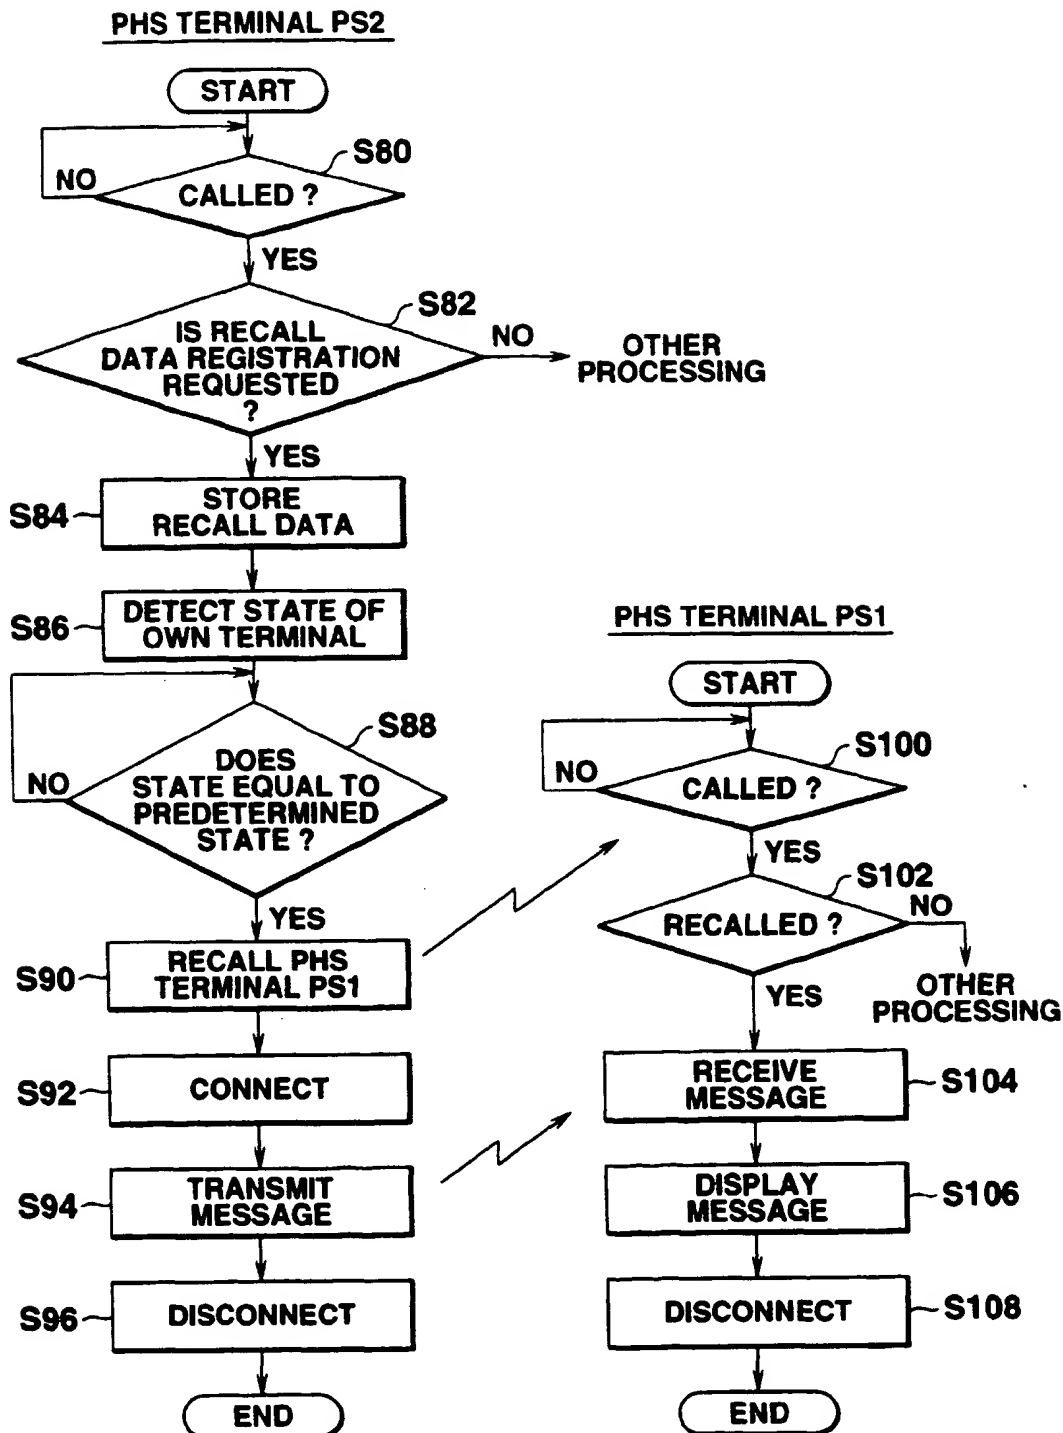 PHS TERMINAL PS2
START
S80
NO
CALLED ?
YES
S82
IS RECALL
DATA REGISTRATION
REQUESTED
?
NO
OTHER
PROCESSING
YES
S84
STORE
RECALL DATA
S86
DETECT STATE OF
OWN TERMINAL
S88
NO
DOES
STATE EQUAL TO
PREDETERMINED
STATE ?
YES
S90
RECALL PHS
TERMINAL PS1
S92
CONNECT
S94
TRANSMIT
MESSAGE
S96
DISCONNECT
END
PHS TERMINAL PS1
START
S100
NO
CALLED ?
YES
S102
RECALLED ?
NO
OTHER
PROCESSING
YES
RECEIVE
MESSAGE
S104
DISPLAY
MESSAGE
S106
DISCONNECT
S108
END